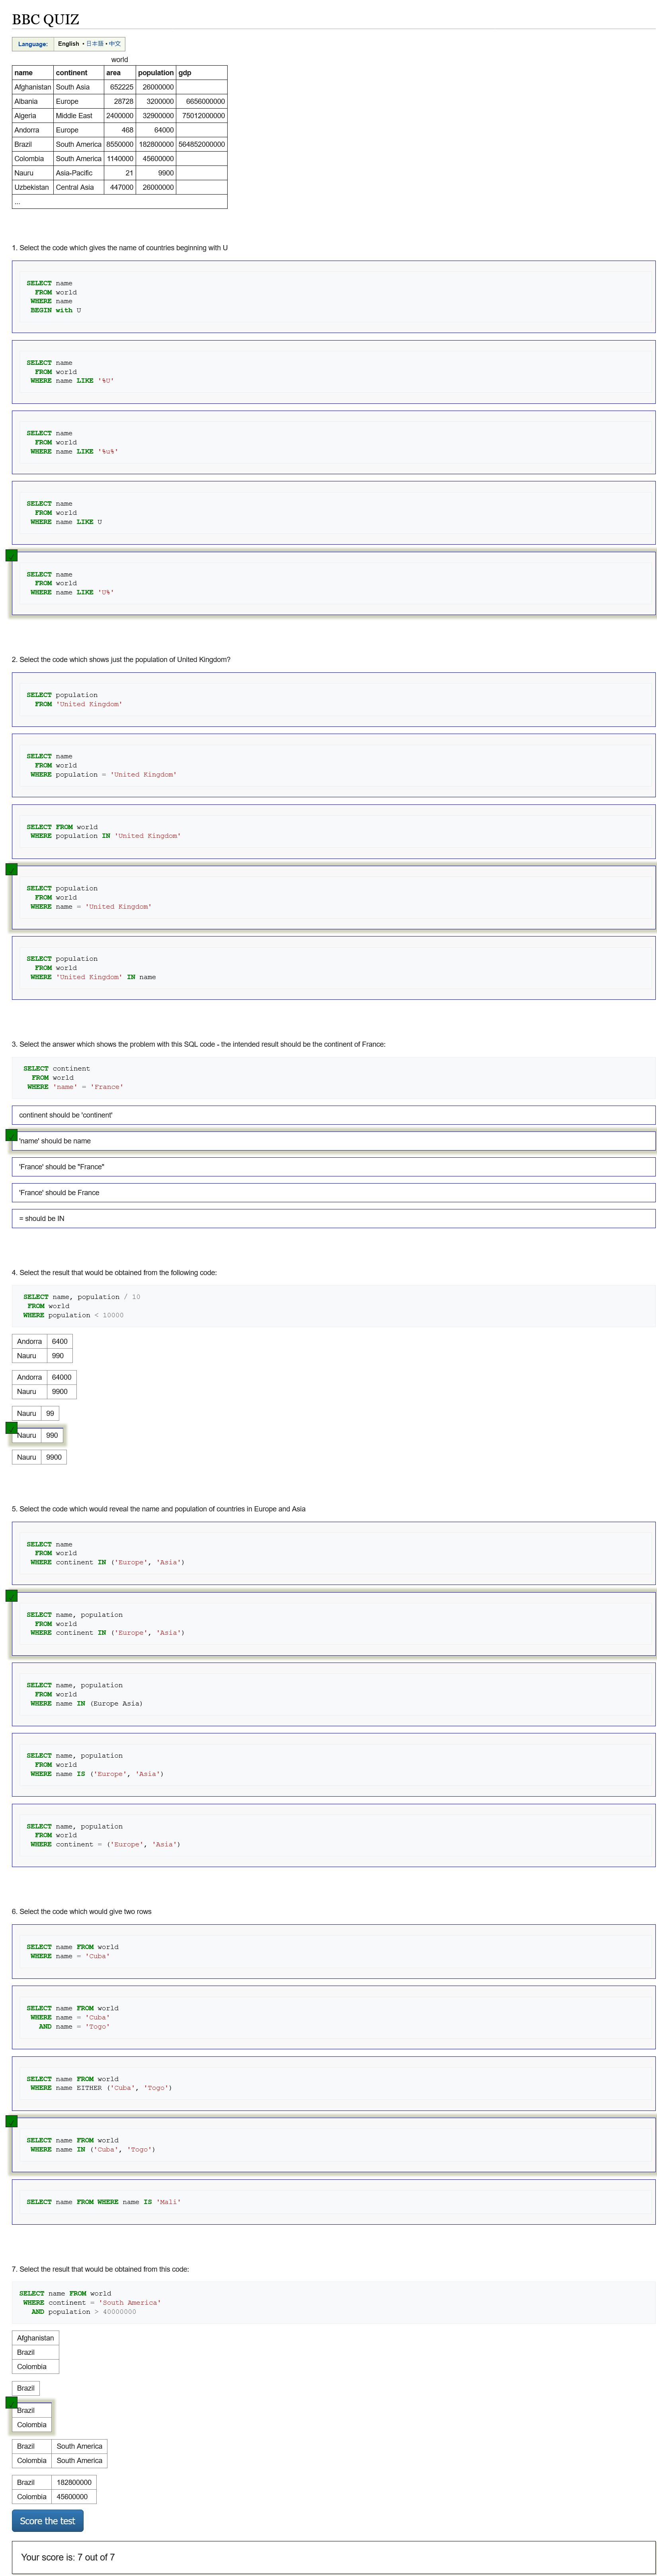 BBC QUIZ
Language: English • 日本語 • 中文
world
name continent area population gdp
Afghanistan South Asia 652225 26000000
Albania Europe 28728 3200000 6656000000
Algeria Middle East 2400000 32900000 75012000000
Andorra Europe 468 64000
Brazil South America 8550000 182800000 564852000000
Colombia South America 1140000 45600000
Nauru Asia-Pacific 21 9900
Uzbekistan Central Asia 447000 26000000
...
1. Select the code which gives the name of countries beginning with U
SELECT name
FROM world
WHERE name
BEGIN with U
SELECT name
FROM world
WHERE name LIKE '%U'
SELECT name
FROM world
WHERE name LIKE '%u%'
SELECT name
FROM world
WHERE name LIKE U
SELECT name
FROM world
WHERE name LIKE 'U%'
2. Select the code which shows just the population of United Kingdom?
SELECT population
FROM 'United Kingdom'
SELECT name
FROM world
WHERE population = 'United Kingdom'
SELECT FROM world
WHERE population IN 'United Kingdom'
SELECT population
FROM world
WHERE name = 'United Kingdom'
SELECT population
FROM world
WHERE 'United Kingdom' IN name
3. Select the answer which shows the problem with this SQL code - the intended result should be the continent of France:
SELECT continent
FROM world
WHERE 'name' = 'France'
continent should be 'continent'
'name' should be name
'France' should be "France"
'France' should be France
= should be IN
4. Select the result that would be obtained from the following code:
SELECT name, population / 10
FROM world
WHERE population < 10000
Andorra 6400
Nauru 990
Andorra 64000
Nauru 9900
Nauru 99
Nauru 990
Nauru 9900
5. Select the code which would reveal the name and population of countries in Europe and Asia
SELECT name
FROM world
WHERE continent IN ('Europe', 'Asia')
SELECT name, population
FROM world
WHERE continent IN ('Europe', 'Asia')
SELECT name, population
FROM world
WHERE name IN (Europe Asia)
SELECT name, population
FROM world
WHERE name IS ('Europe', 'Asia')
SELECT name, population
FROM world
WHERE continent = ('Europe', 'Asia')
6. Select the code which would give two rows
SELECT name FROM world
WHERE name = 'Cuba'
SELECT name FROM world
WHERE name = 'Cuba'
AND name = 'Togo'
SELECT name FROM world
WHERE name EITHER ('Cuba', 'Togo')
SELECT name FROM world
WHERE name IN ('Cuba', 'Togo')
SELECT name FROM WHERE name IS 'Mali'
7. Select the result that would be obtained from this code:
SELECT name FROM world
WHERE continent = 'South America'
AND population > 40000000
Afghanistan
Brazil
Colombia
Brazil
Brazil
Colombia
Brazil South America
Colombia South America
Brazil 182800000
Colombia 45600000
Score the test
Your score is: 7 out of 7